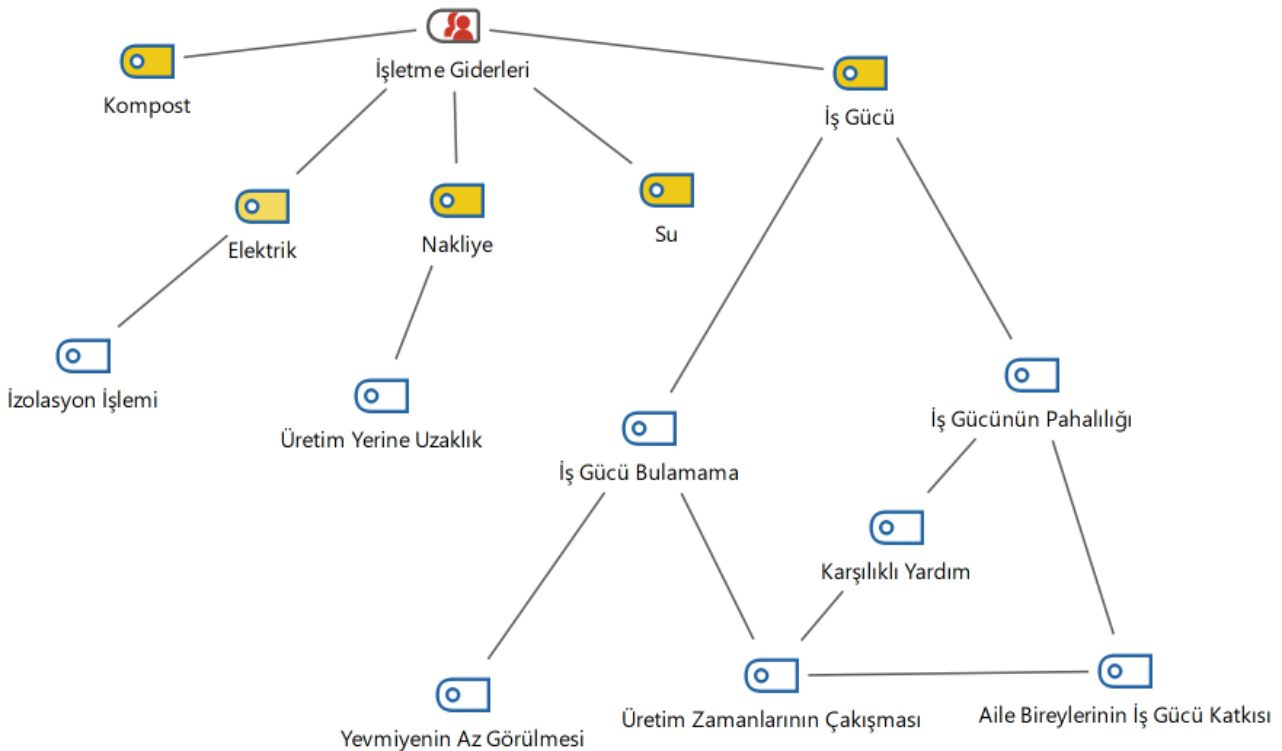 İşletme Giderleri
Kompost
İş Gücü
Elektrik
Nakliye
Su
İzolasyon İşlemi
Üretim Yerine Uzaklık
İş Gücü Bulamama
İş Gücünün Pahalılığı
Karşılıklı Yardım
Yevmiyenin Az Görülmesi
Üretim Zamanlarının Çakışması
Aile Bireylerinin İş Gücü Katkısı